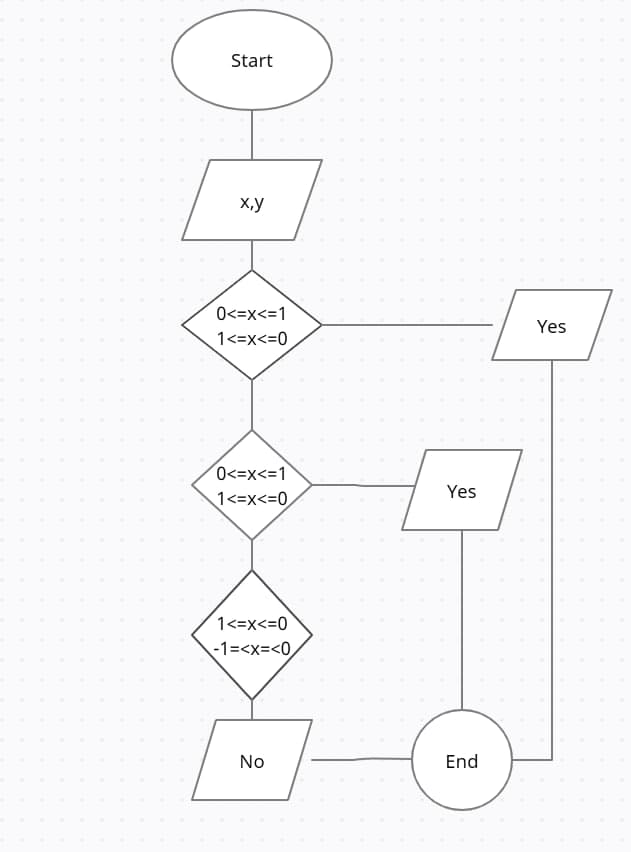 Start
x,y
0<=x<=1
1<=x<=0
Yes
0<=x<=1
1<=x<=0
Yes
1<=x<=0
-1=<x=<0
No
End